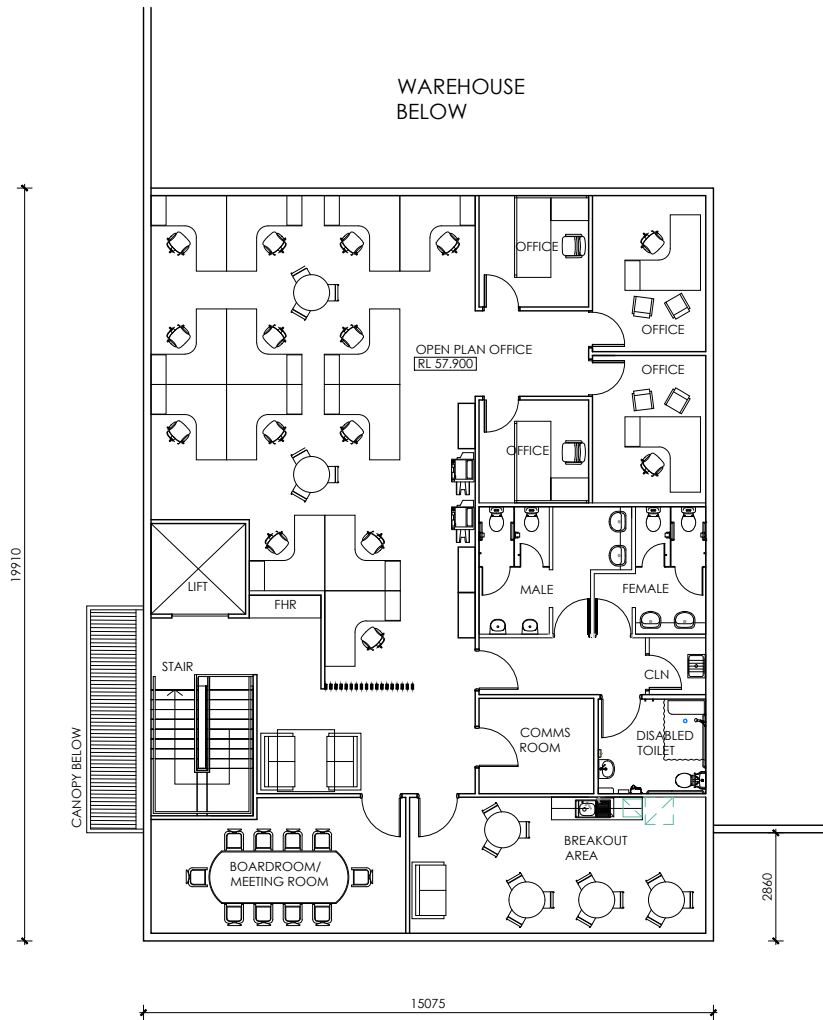 WAREHOUSE
BELOW
OFFICE
OFFICE
OPEN PLAN OFFICE
RL 57.900
OFFICE
OFFICE
19910
LIFT
MALE
FEMALE
FHR
STAIR
CLN
CANOPY BELOW
COMMS
ROOM
DISABLED
TOILET
BREAKOUT
AREA
BOARDROOM/
MEETING ROOM
2860
15075